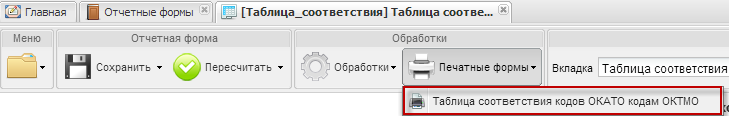 Главная
Отчетные формы
[Таблица_соответствия] Таблица соотве...
Меню
Отчетная форма
Обработки
Сохранить
Пересчитать
Обработки
Печатные формы
Вкладка
Таблица соответствия
Таблица соответствия кодов ОКАТО кодам ОКТМО